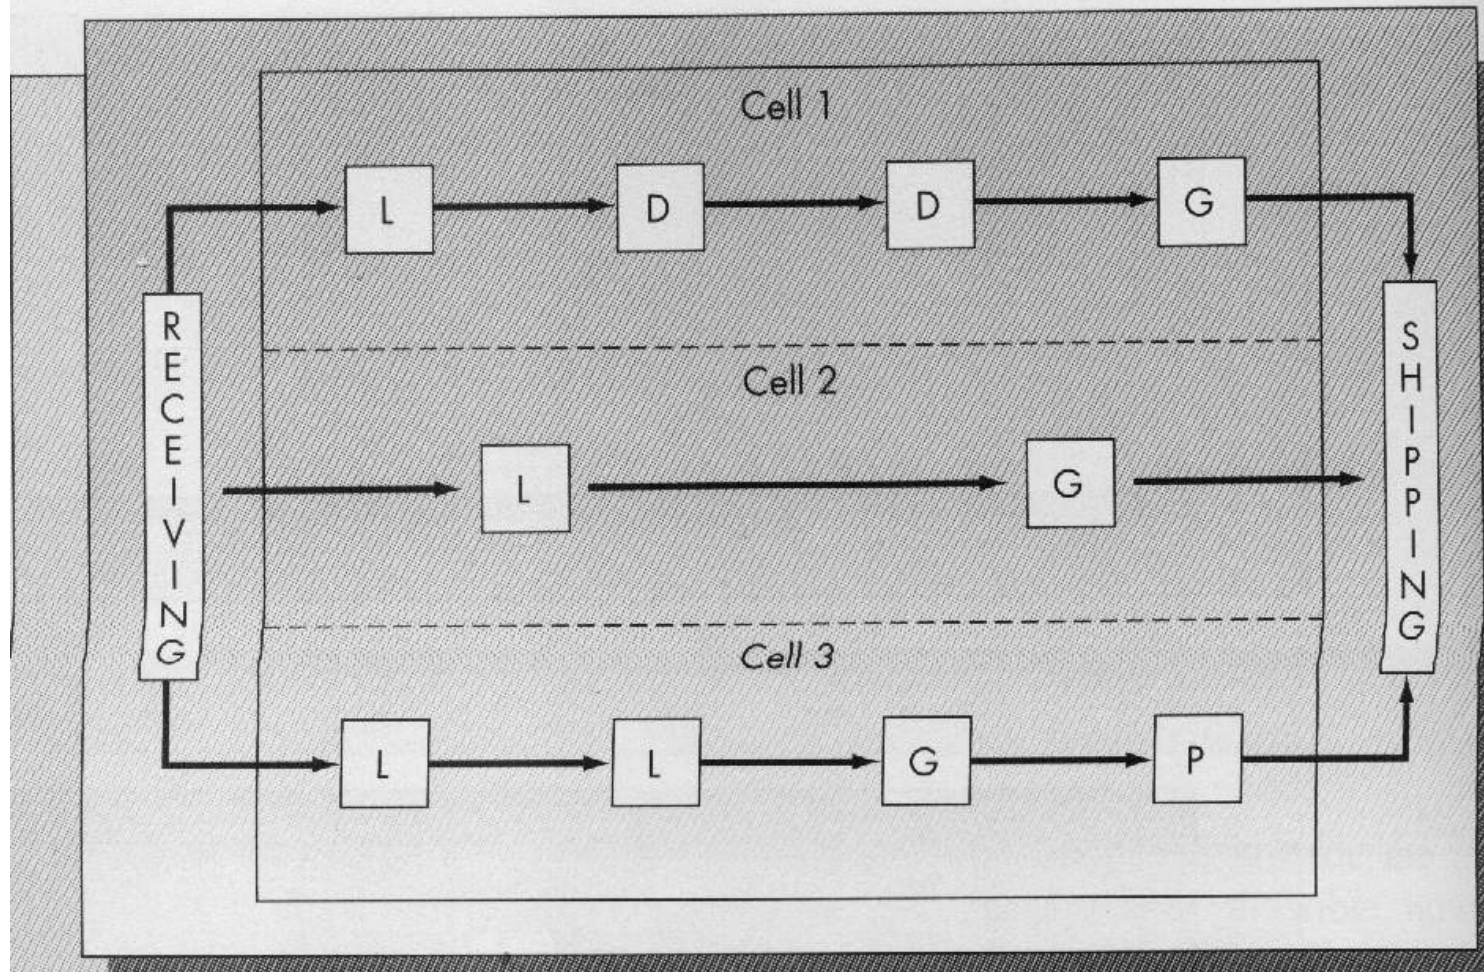 Cell 1
L D D G
RECEIVING
SHIPPING
Cell 2
L G
Cell 3
L L G P